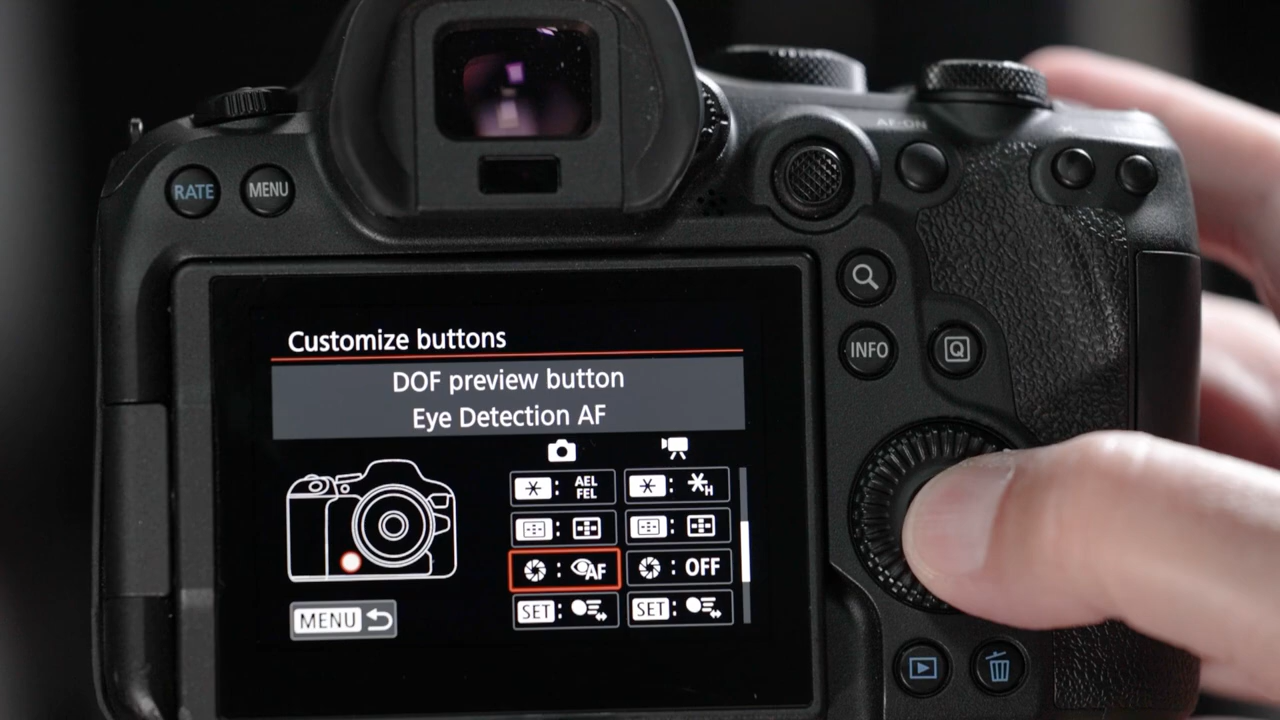 AF-ON
RATE
MENU
INFO
Q
Customize buttons
DOF preview button
Eye Detection AF
* : AEL FEL
* : *H
: AF
: OFF
SET :
SET :
MENU